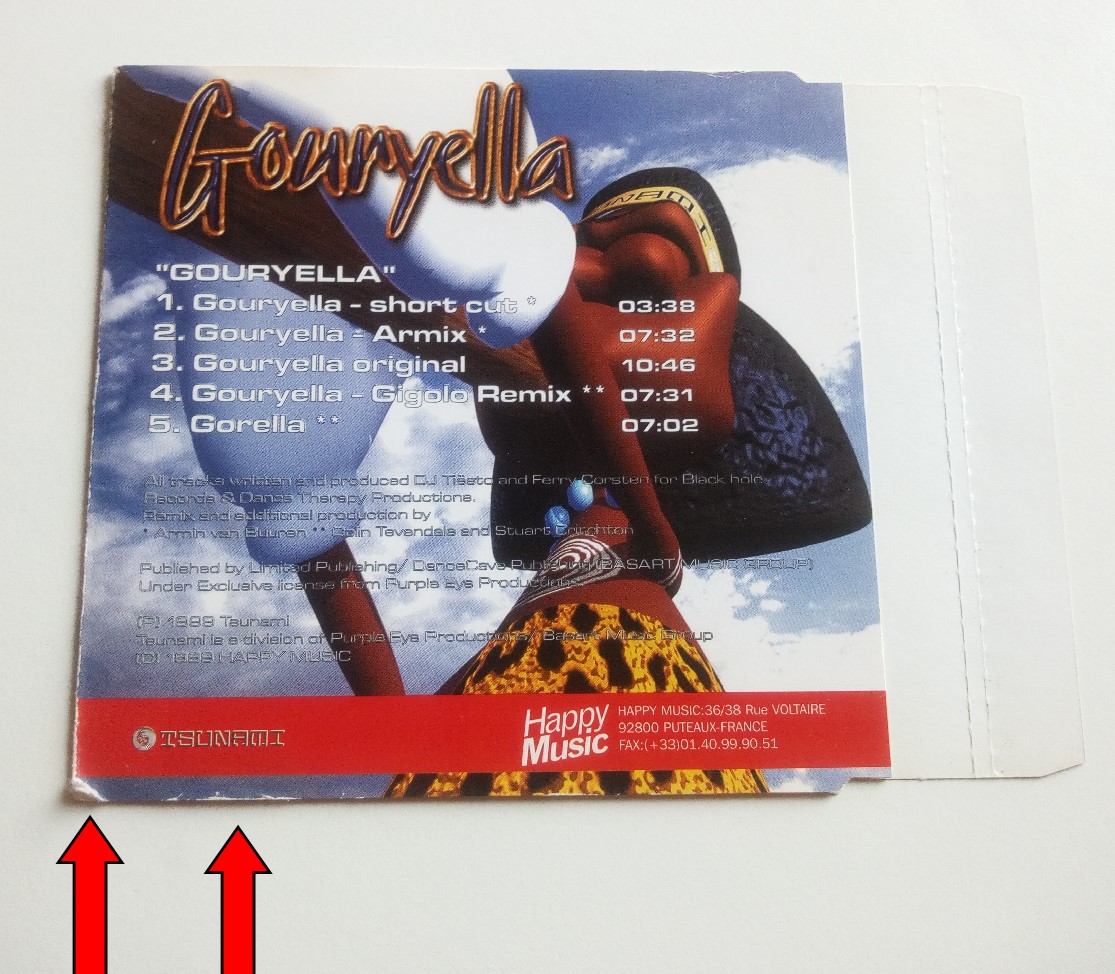 Gouryella
TSUNAMI
"GOURYELLA"
1. Gouryella - short cut * 03:38
2. Gouryella - Armix * 07:32
3. Gouryella original 10:46
4. Gouryella - Gigolo Remix ** 07:31
5. Gorella ** 07:02
All tracks written and produced DJ Tiësto and Ferry Corsten for Black hole
Records & Dance Therapy Productions.
Remix and additional production by
* Armin van Buuren ** Colin Tevendale and Stuart Crichton
Published by Limited Publishing/ DanceCave Publishing (BASART MUSIC GROUP)
Under Exclusive license from Purple Eye Productions.
(P) 1999 Tsunami
Tsunami is a division of Purple Eye Productions/ Basart Music Group
(C) 1999 HAPPY MUSIC
TSUNAMI
Happy
Music
HAPPY MUSIC:36/38 Rue VOLTAIRE
92800 PUTEAUX-FRANCE
FAX:(+33)01.40.99.90.51